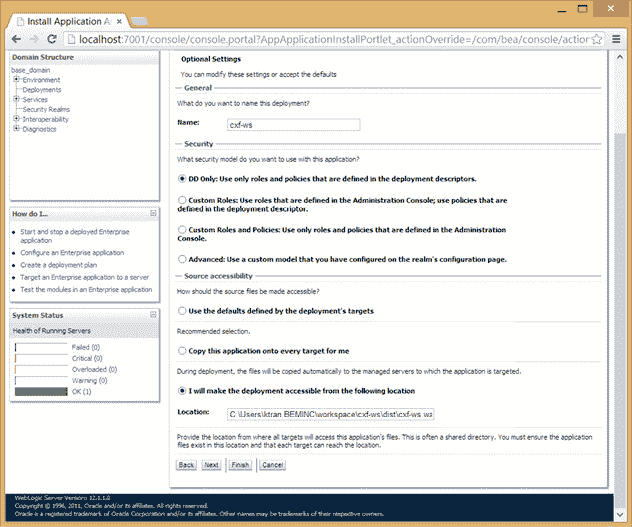 Install Application As
localhost:7001/console/console.portal?AppApplicationInstallPortlet_actionOverride=/com/bea/console/action
Domain Structure
base_domain
Environment
Deployments
Services
Security Realms
Interoperability
Diagnostics
How do I...
Start and stop a deployed Enterprise
application
Configure an Enterprise application
Create a deployment plan
Target an Enterprise application to a server
Test the modules in an Enterprise application
System Status
Health of Running Servers
Failed (0)
Critical (0)
Overloaded (0)
Warning (0)
OK (1)
Optional Settings
You can modify these settings or accept the defaults
General
What do you want to name this deployment?
Name:
cxf-ws
Security
What security model do you want to use with this application?
DD Only: Use only roles and policies that are defined in the deployment descriptors.
Custom Roles: Use roles that are defined in the Administration Console; use policies that are
defined in the deployment descriptor.
Custom Roles and Policies: Use only roles and policies that are defined in the Administration
Console.
Advanced: Use a custom model that you have configured on the realm's configuration page.
Source accessibility
How should the source files be made accessible?
Use the defaults defined by the deployment's targets
Recommended selection.
Copy this application onto every target for me
During deployment, the files will be copied automatically to the managed servers to which the application is targeted.
I will make the deployment accessible from the following location
Location:
C:\Users\ktran.BEMINC\workspace\cxf-ws\dist\cxf-ws.wa
Provide the location from where all targets will access this application's files. This is often a shared directory. You must ensure the application
files exist in this location and that each target can reach the location.
Back Next Finish Cancel
WebLogic Server Version: 12.1.1.0
Copyright © 1996, 2011, Oracle and/or its affiliates. All rights reserved.
Oracle is a registered trademark of Oracle Corporation and/or its affiliates. Other names may be trademarks of their respective owners.